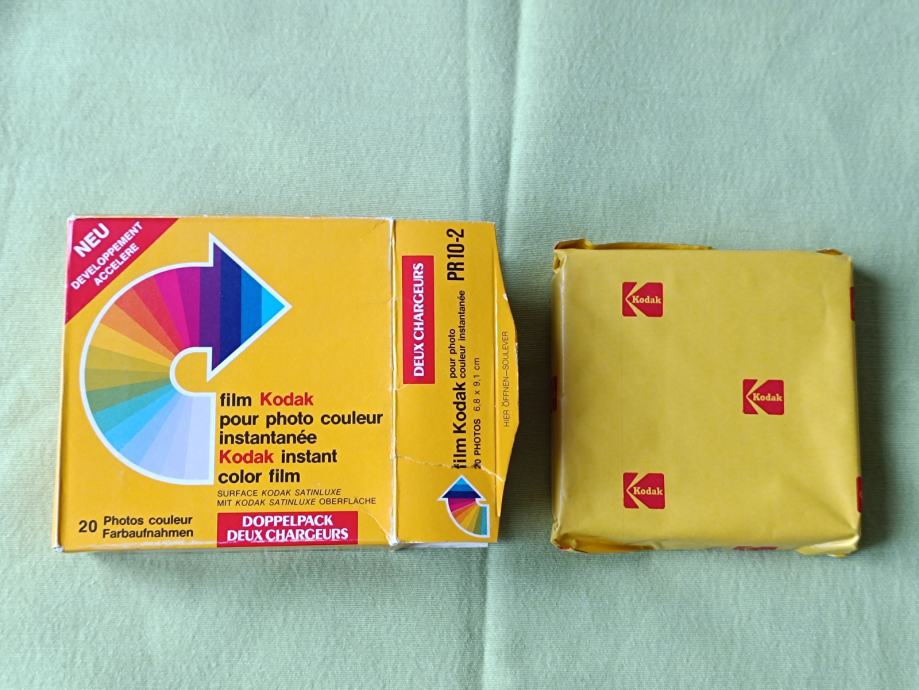 NEU
DEVELOPPEMENT
ACCELERE
film Kodak
pour photo couleur
instantanée
Kodak instant
color film
SURFACE KODAK SATINLUXE
MIT KODAK SATINLUXE OBERFLÄCHE
20 Photos couleur
Farbaufnahmen
DOPPELPACK
DEUX CHARGEURS
DEUX CHARGEURS
film Kodak pour photo
couleur instantanée PR10-2
20 PHOTOS 6,8 x 9,1 cm
HIER ÖFFNEN–SOULEVER
Kodak
Kodak
Kodak